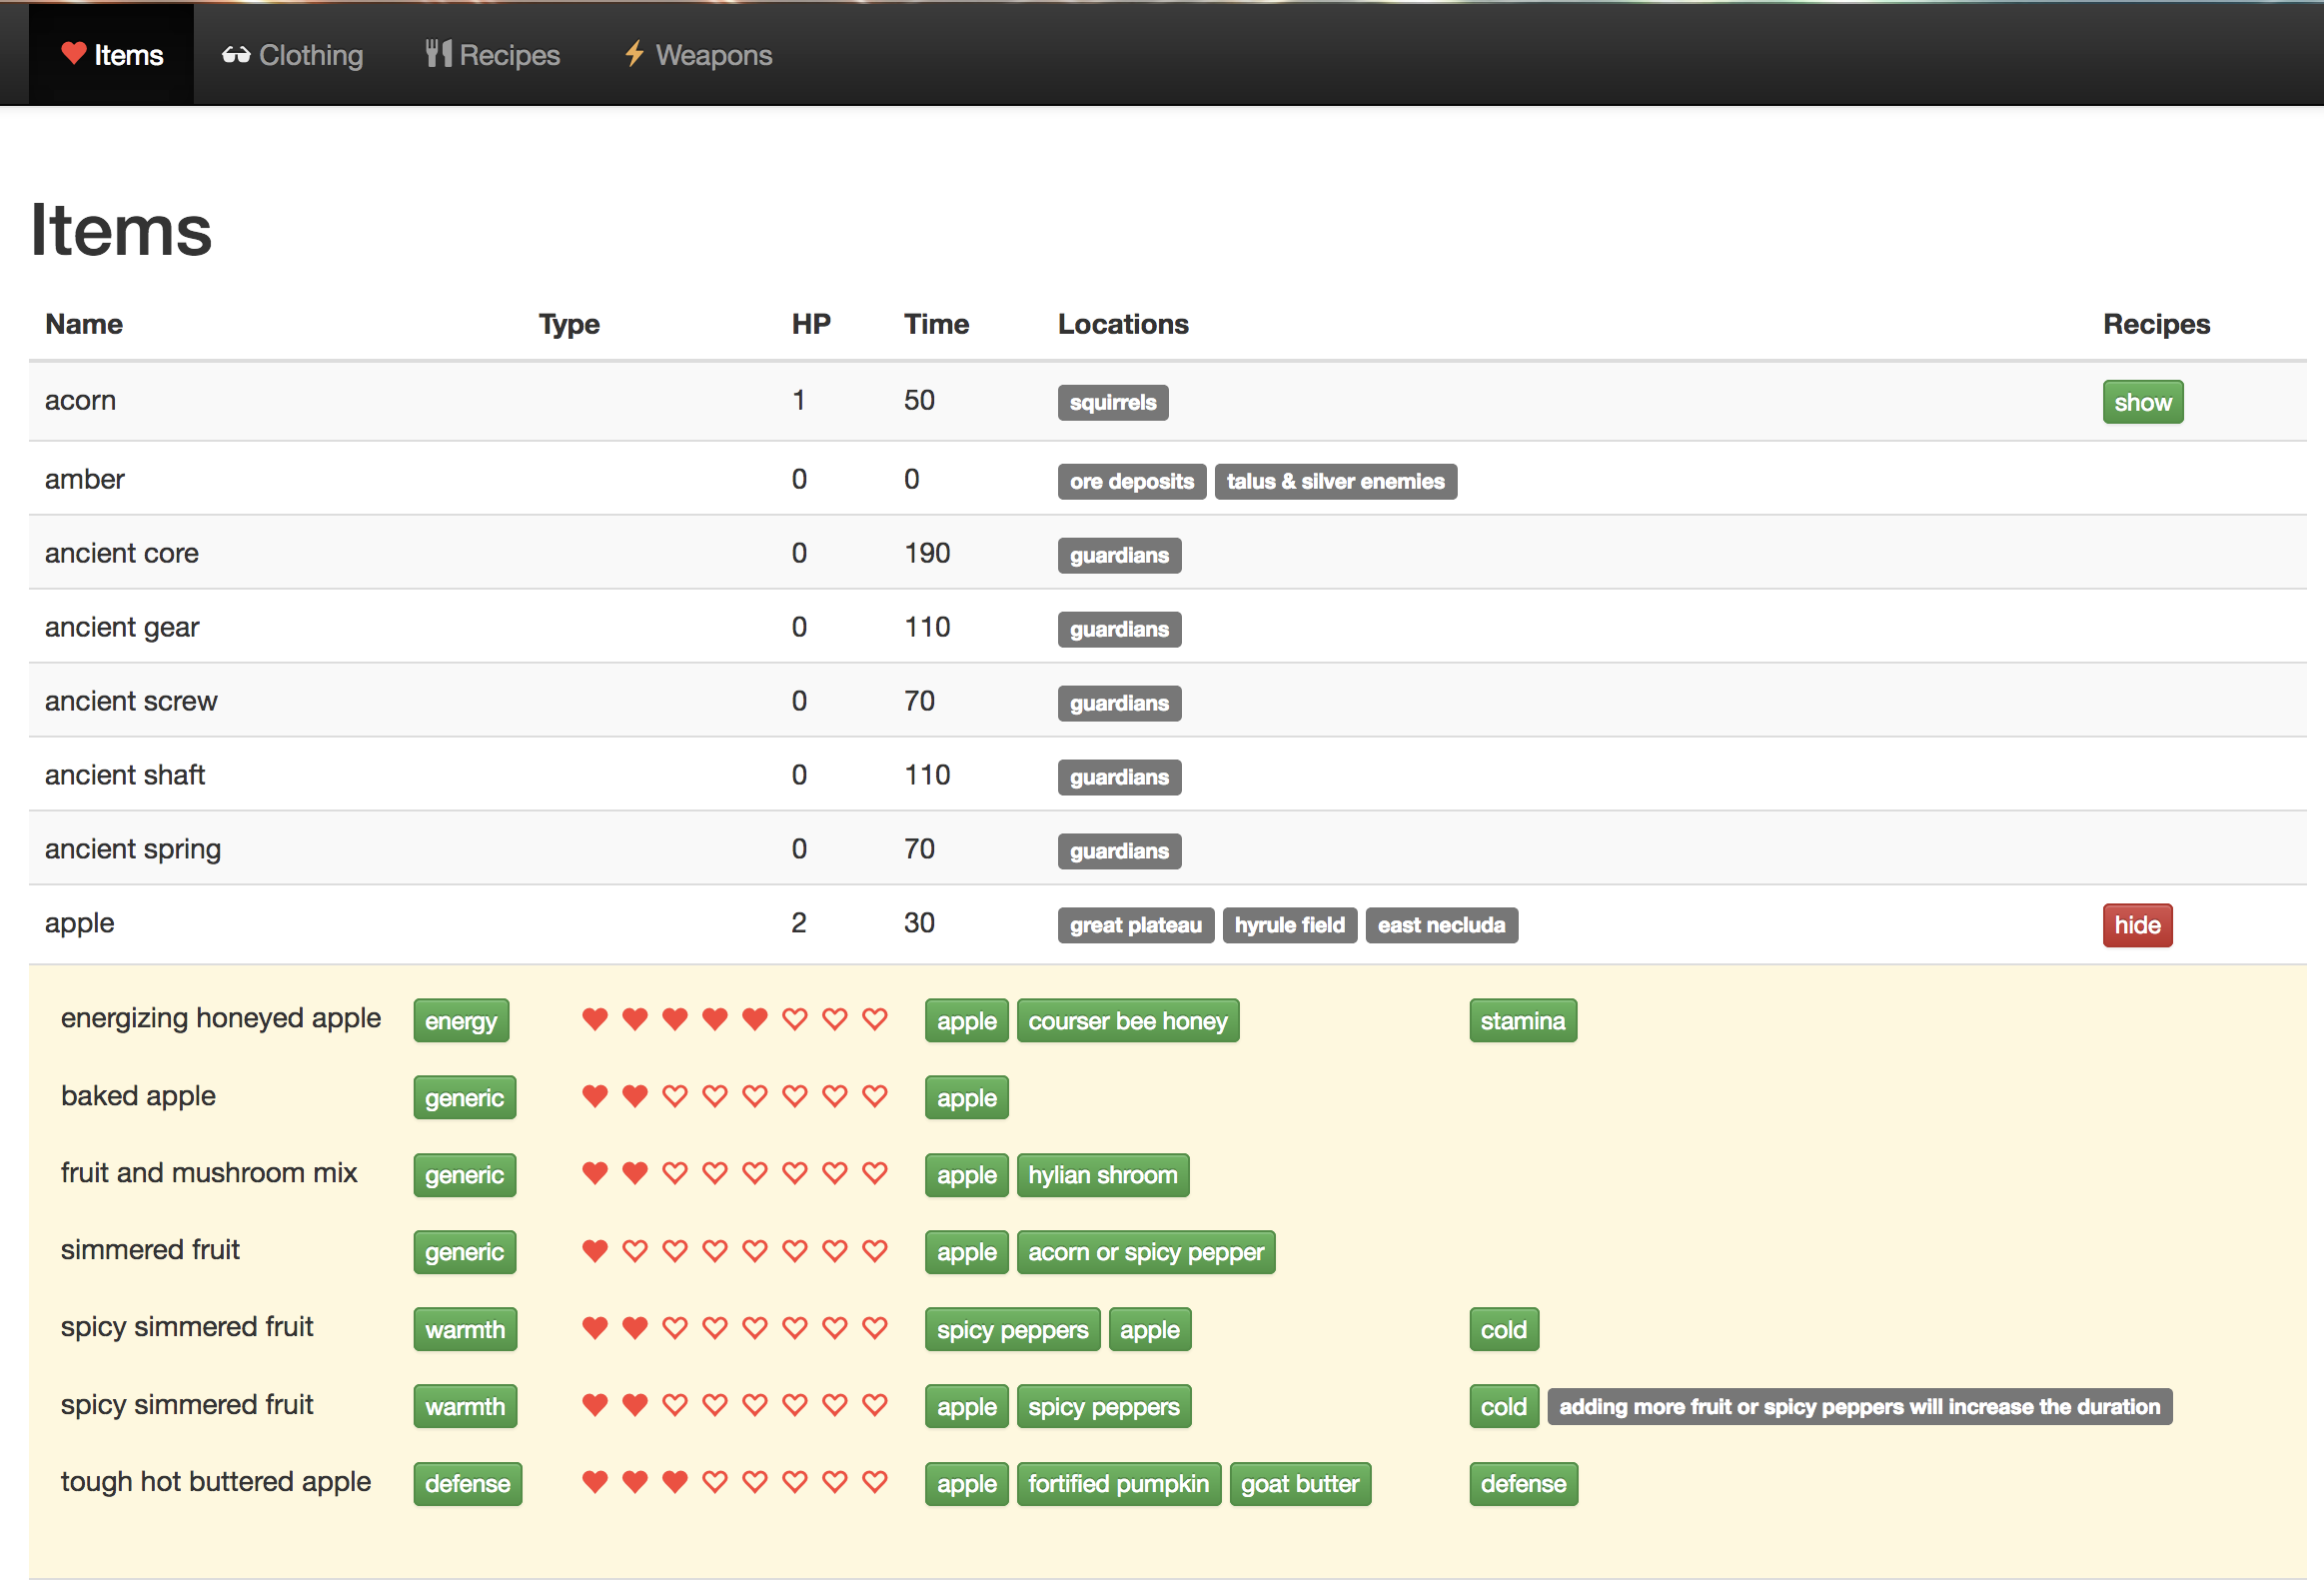 Items Clothing Recipes Weapons
Items
Name Type HP Time Locations Recipes
acorn 1 50 squirrels show
amber 0 0 ore deposits talus & silver enemies
ancient core 0 190 guardians
ancient gear 0 110 guardians
ancient screw 0 70 guardians
ancient shaft 0 110 guardians
ancient spring 0 70 guardians
apple 2 30 great plateau hyrule field east necluda hide
energizing honeyed apple energy apple courser bee honey stamina
baked apple generic apple
fruit and mushroom mix generic apple hylian shroom
simmered fruit generic apple acorn or spicy pepper
spicy simmered fruit warmth spicy peppers apple cold
spicy simmered fruit warmth apple spicy peppers cold adding more fruit or spicy peppers will increase the duration
tough hot buttered apple defense apple fortified pumpkin goat butter defense